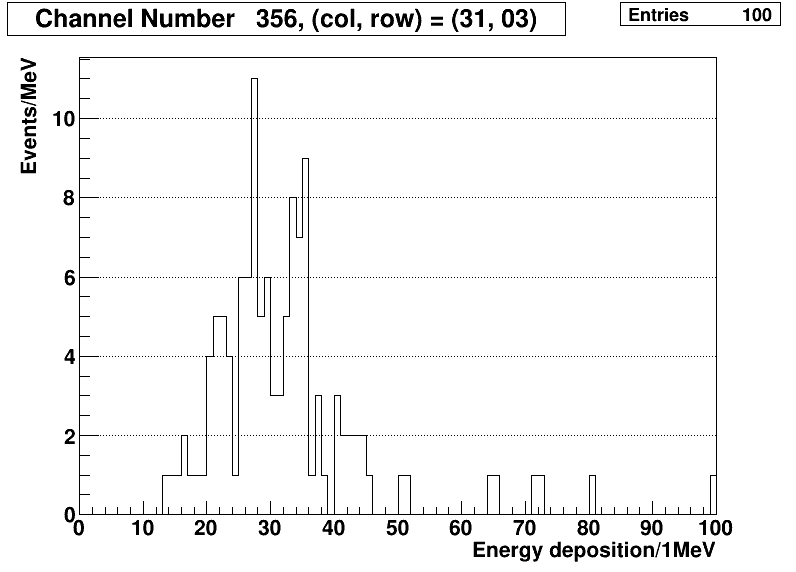 Channel Number 356, (col, row) = (31, 03)
Entries 100
Events/MeV
10
8
6
4
2
0
0 10 20 30 40 50 60 70 80 90 100
Energy deposition/1MeV